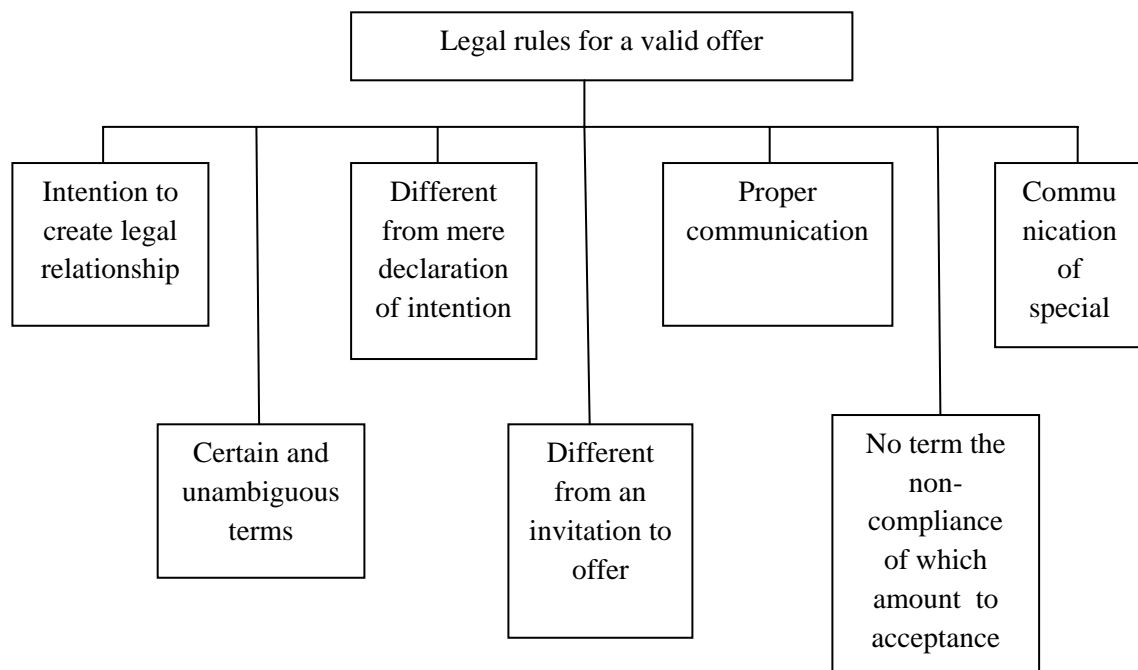 Legal rules for a valid offer
Intention to
create legal
relationship
Different
from mere
declaration
of intention
Proper
communication
Commu
nication
of
special
Certain and
unambiguous
terms
Different
from an
invitation to
offer
No term the
non-
compliance
of which
amount to
acceptance